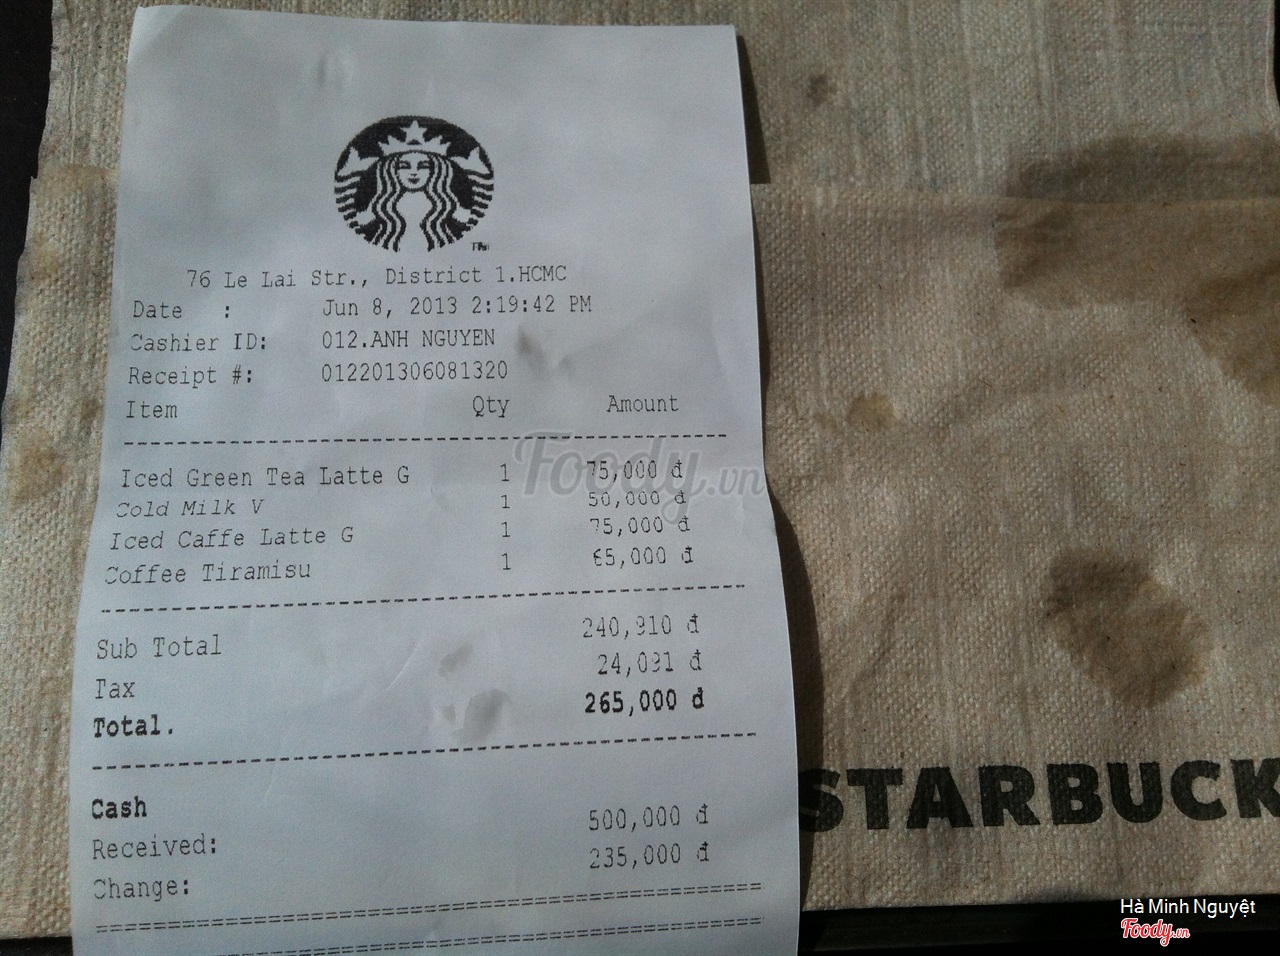 76 Le Lai Str., District 1.HCMC
Date : Jun 8, 2013 2:19:42 PM
Cashier ID: 012.ANH NGUYEN
Receipt #: 012201306081320
Item Qty Amount
Iced Green Tea Latte G 1 75,000 đ
Cold Milk V 1 50,000 đ
Iced Caffe Latte G 1 75,000 đ
Coffee Tiramisu 1 65,000 đ
Sub Total 240,910 đ
Tax 24,091 đ
Total. 265,000 đ
Cash
Received: 500,000 đ
Change: 235,000 đ
STARBUCK
Foody.vn
Hà Minh Nguyệt
Foody.vn